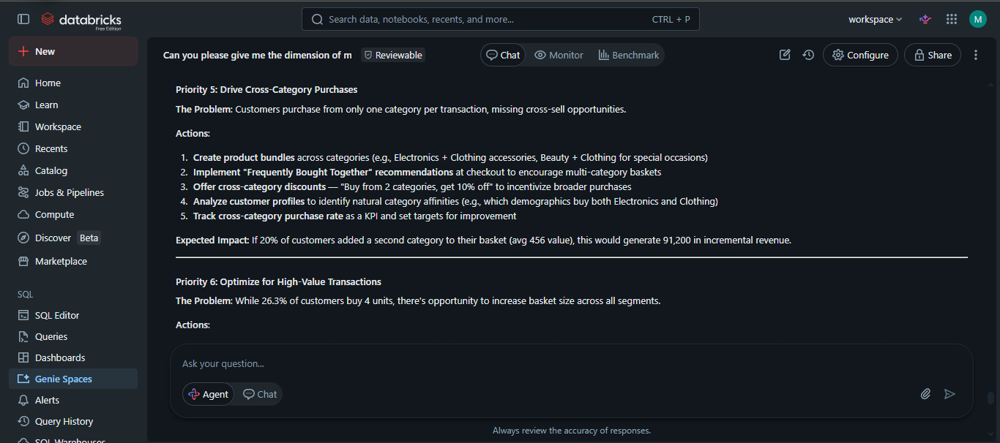 databricks
Free Edition
Search data, notebooks, recents, and more...
CTRL + P
workspace
M
New
Home
Learn
Workspace
Recents
Catalog
Jobs & Pipelines
Compute
Discover Beta
Marketplace
SQL
SQL Editor
Queries
Dashboards
Genie Spaces
Alerts
Query History
SQL Warehouses
Can you please give me the dimension of m
Reviewable
Chat
Monitor
Benchmark
Configure
Share
Priority 5: Drive Cross-Category Purchases
The Problem: Customers purchase from only one category per transaction, missing cross-sell opportunities.
Actions:
1. Create product bundles across categories (e.g., Electronics + Clothing accessories, Beauty + Clothing for special occasions)
2. Implement "Frequently Bought Together" recommendations at checkout to encourage multi-category baskets
3. Offer cross-category discounts — "Buy from 2 categories, get 10% off" to incentivize broader purchases
4. Analyze customer profiles to identify natural category affinities (e.g., which demographics buy both Electronics and Clothing)
5. Track cross-category purchase rate as a KPI and set targets for improvement
Expected Impact: If 20% of customers added a second category to their basket (avg 456 value), this would generate 91,200 in incremental revenue.
Priority 6: Optimize for High-Value Transactions
The Problem: While 26.3% of customers buy 4 units, there's opportunity to increase basket size across all segments.
Actions:
Ask your question...
Agent
Chat
Always review the accuracy of responses.